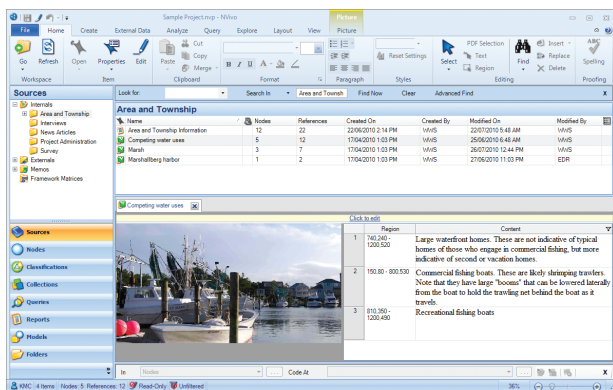 Sample Project.nvp - NVivo
Picture
File Home Create External Data Analyze Query Explore Layout View Picture
Go Refresh Open Properties Edit Paste Cut Copy Merge
B I U A
Reset Settings
Select PDF Selection Text Region Find Insert Replace Delete ABC Spelling
Workspace Item Clipboard Format Paragraph Styles Editing Proofing
Sources
Look for: Search In Area and Townsh Find Now Clear Advanced Find x
Internals
Area and Township
Interviews
News Articles
Project Administration
Survey
Externals
Memos
Framework Matrices
Area and Township
Name Nodes References Created On Created By Modified On Modified By
Area and Township Information 12 22 22/06/2010 2:14 PM WWS 22/07/2010 5:48 AM WWS
Competing water uses 5 12 17/04/2010 1:03 PM WWS 25/06/2010 6:48 AM WWS
Marsh 3 7 17/04/2010 1:03 PM WWS 26/07/2010 12:44 PM WWS
Marshallberg harbor 1 2 17/04/2010 1:03 PM WWS 27/06/2010 11:03 PM EDR
Competing water uses
Click to edit
Region Content
1 740,240 - 1200,520 Large waterfront homes. These are not indicative of typical
homes of those who engage in commercial fishing, but more
indicative of second or vacation homes.
2 150,80 - 800,530 Commercial fishing boats. These are likely shrimping trawlers.
Note that they have large "booms" that can be lowered laterally
from the boat to hold the trawling net behind the boat as it
travels.
3 810,350 - 1200,490 Recreational fishing boats
Sources
Nodes
Classifications
Collections
Queries
Reports
Models
Folders
In Nodes ... Code At ... x
KMC 4 Items Nodes: 5 References: 12 Read-Only Unfiltered 36%